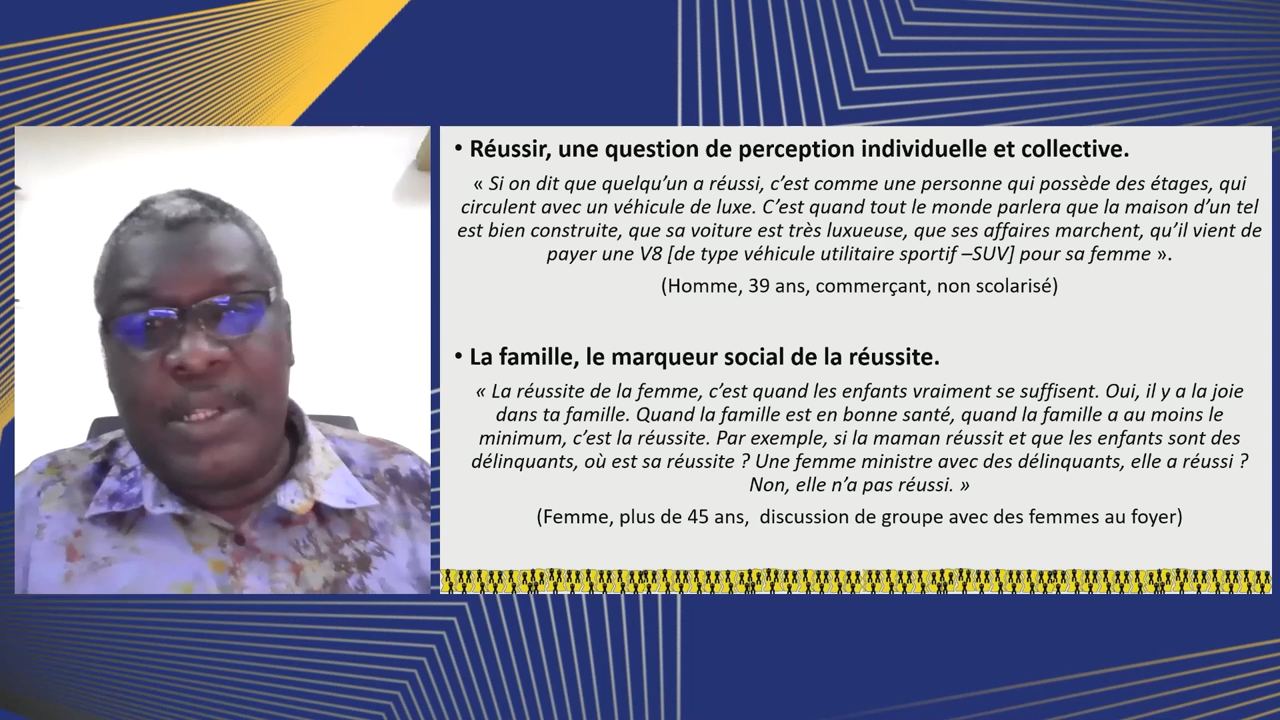 • Réussir, une question de perception individuelle et collective.
« Si on dit que quelqu’un a réussi, c’est comme une personne qui possède des étages, qui
circulent avec un véhicule de luxe. C’est quand tout le monde parlera que la maison d’un tel
est bien construite, que sa voiture est très luxueuse, que ses affaires marchent, qu’il vient de
payer une V8 [de type véhicule utilitaire sportif –SUV] pour sa femme ».
(Homme, 39 ans, commerçant, non scolarisé)
• La famille, le marqueur social de la réussite.
« La réussite de la femme, c’est quand les enfants vraiment se suffisent. Oui, il y a la joie
dans ta famille. Quand la famille est en bonne santé, quand la famille a au moins le
minimum, c’est la réussite. Par exemple, si la maman réussit et que les enfants sont des
délinquants, où est sa réussite ? Une femme ministre avec des délinquants, elle a réussi ?
Non, elle n’a pas réussi. »
(Femme, plus de 45 ans,  discussion de groupe avec des femmes au foyer)